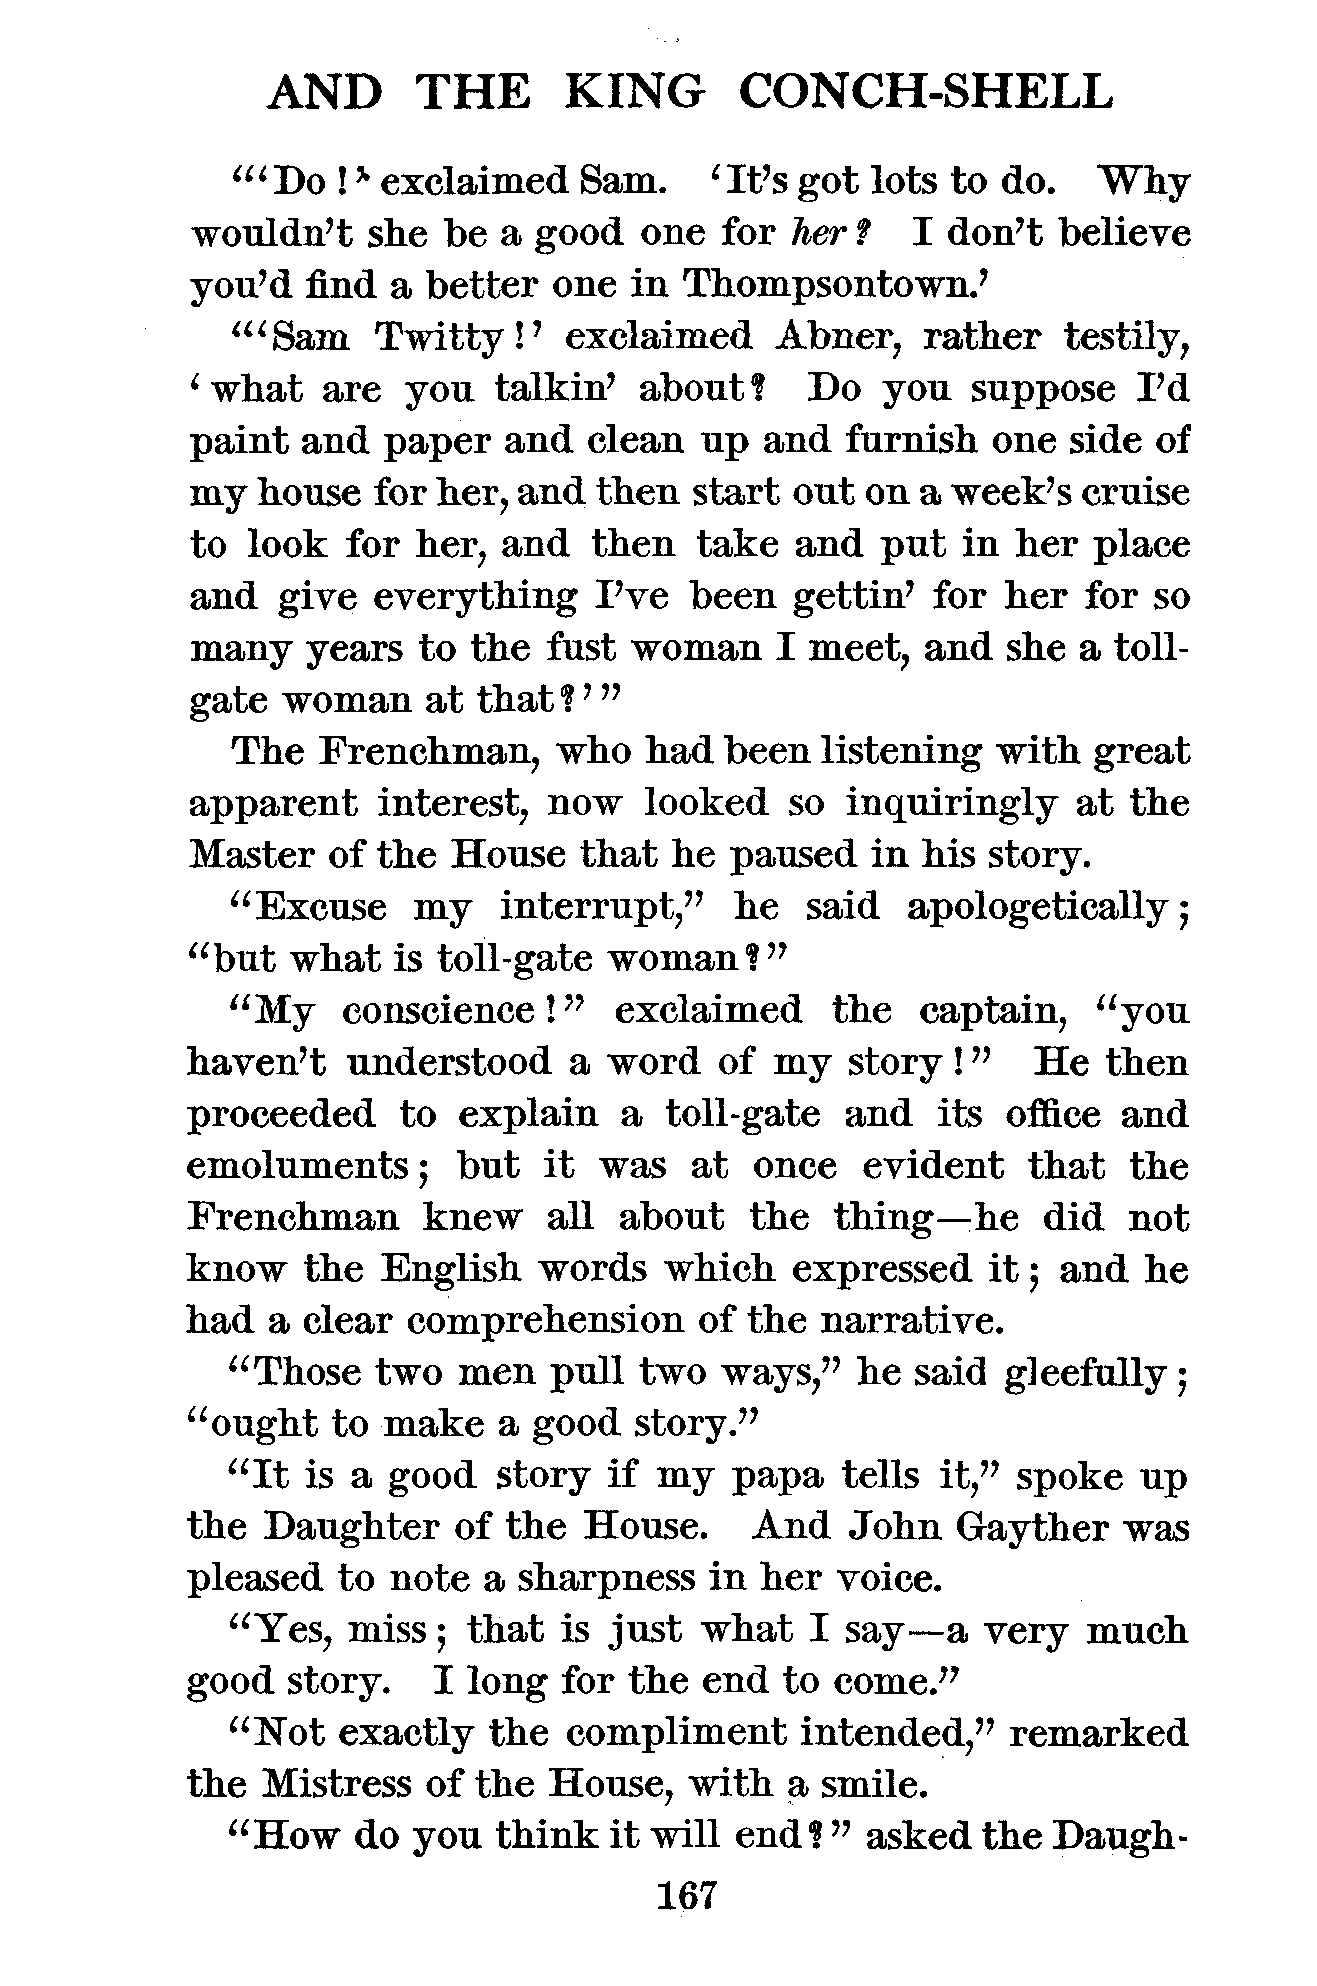 AND THE KING CONCH-SHELL
"'Do!' exclaimed Sam. 'It's got lots to do. Why
wouldn't she be a good one for her? I don't believe
you'd find a better one in Thompsontown.'
"'Sam Twitty!' exclaimed Abner, rather testily,
'what are you talkin' about? Do you suppose I'd
paint and paper and clean up and furnish one side of
my house for her, and then start out on a week's cruise
to look for her, and then take and put in her place
and give everything I've been gettin' for her for so
many years to the fust woman I meet, and she a toll-
gate woman at that?'"
The Frenchman, who had been listening with great
apparent interest, now looked so inquiringly at the
Master of the House that he paused in his story.
"Excuse my interrupt," he said apologetically;
"but what is toll-gate woman?"
"My conscience!" exclaimed the captain, "you
haven't understood a word of my story!" He then
proceeded to explain a toll-gate and its office and
emoluments; but it was at once evident that the
Frenchman knew all about the thing—he did not
know the English words which expressed it; and he
had a clear comprehension of the narrative.
"Those two men pull two ways," he said gleefully;
"ought to make a good story."
"It is a good story if my papa tells it," spoke up
the Daughter of the House. And John Gayther was
pleased to note a sharpness in her voice.
"Yes, miss; that is just what I say—a very much
good story. I long for the end to come."
"Not exactly the compliment intended," remarked
the Mistress of the House, with a smile.
"How do you think it will end?" asked the Daugh-
167